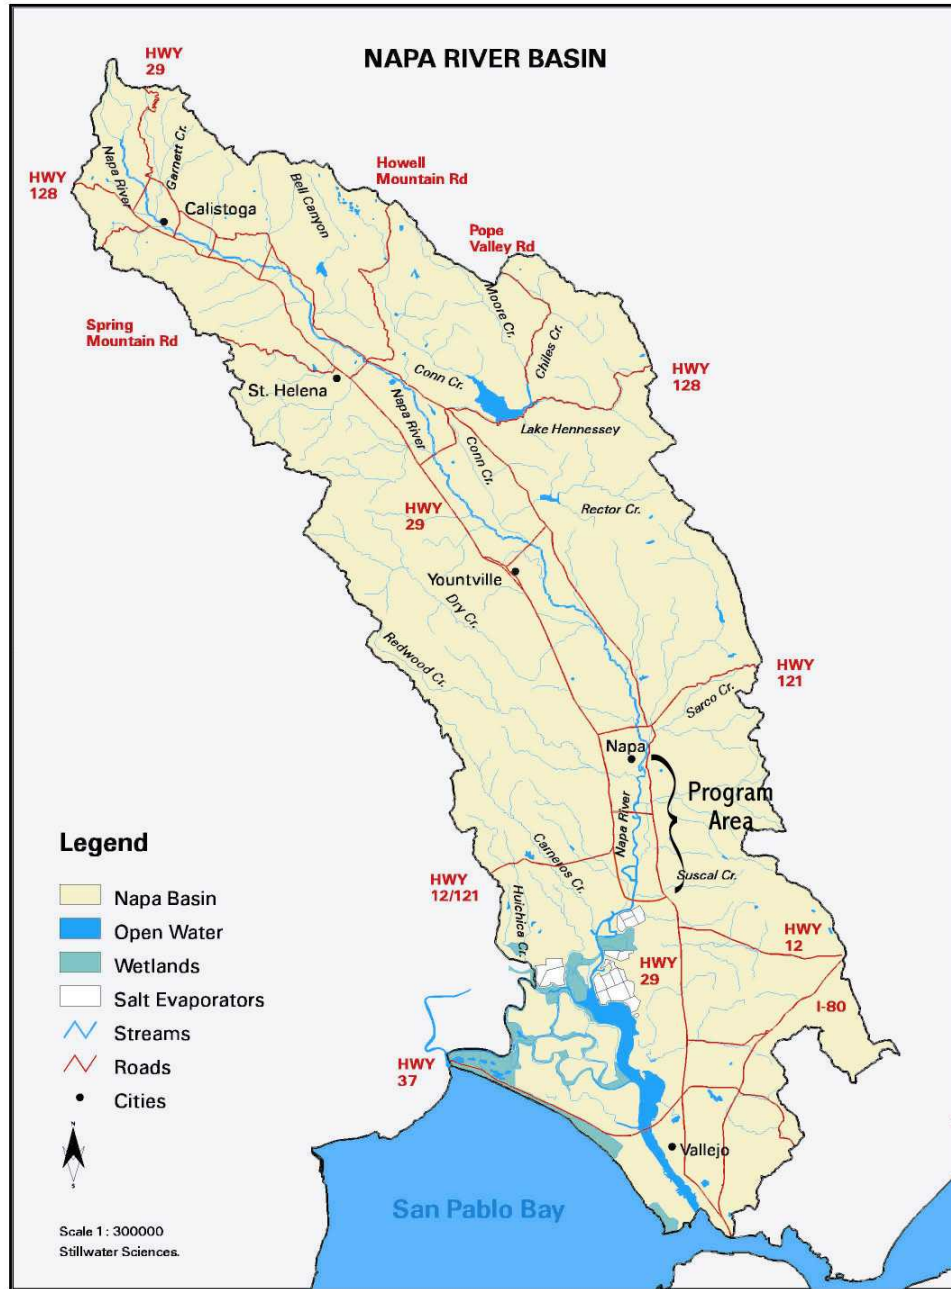 NAPA RIVER BASIN
HWY
29
Garnett Cr.
Napa River
HWY
128
Calistoga
Bell Canyon
Howell
Mountain Rd
Pope
Valley Rd
Moore Cr.
Chiles Cr.
Spring
Mountain Rd
St. Helena
Conn Cr.
HWY
128
Napa River
Lake Hennessey
Conn Cr.
HWY
29
Rector Cr.
Yountville
Dry Cr.
Redwood Cr.
HWY
121
Sarco Cr.
Napa
Program
Area
Napa River
Carneros Cr.
Suscal Cr.
HWY
12/121
Huichica Cr.
HWY
12
HWY
29
I-80
HWY
37
Vallejo
San Pablo Bay
Legend
Napa Basin
Open Water
Wetlands
Salt Evaporators
Streams
Roads
Cities
N
S
Scale 1 : 300000
Stillwater Sciences.